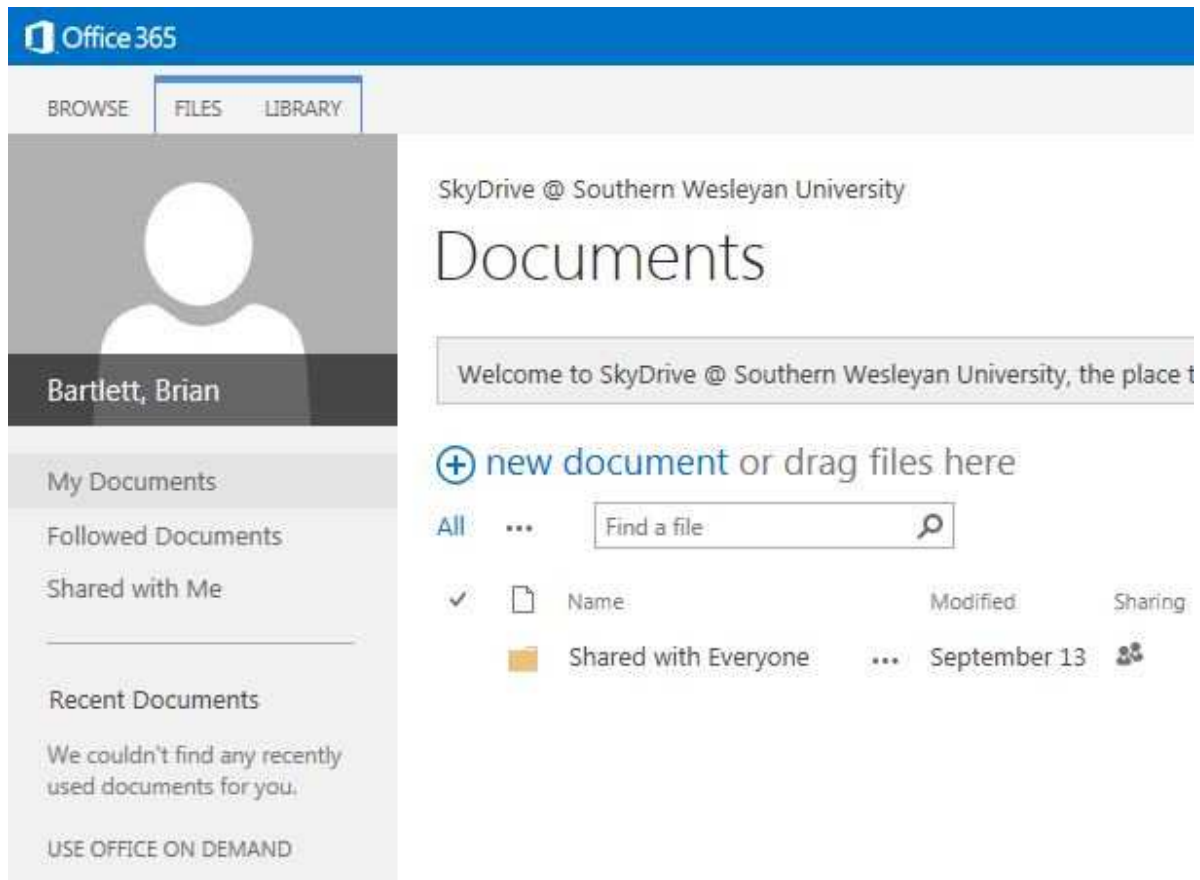 Office 365
BROWSE FILES LIBRARY
Bartlett, Brian
My Documents
Followed Documents
Shared with Me
Recent Documents
We couldn't find any recently
used documents for you.
USE OFFICE ON DEMAND
SkyDrive @ Southern Wesleyan University
Documents
Welcome to SkyDrive @ Southern Wesleyan University, the place t
new document or drag files here
All ... Find a file
Name Modified Sharing
Shared with Everyone ... September 13